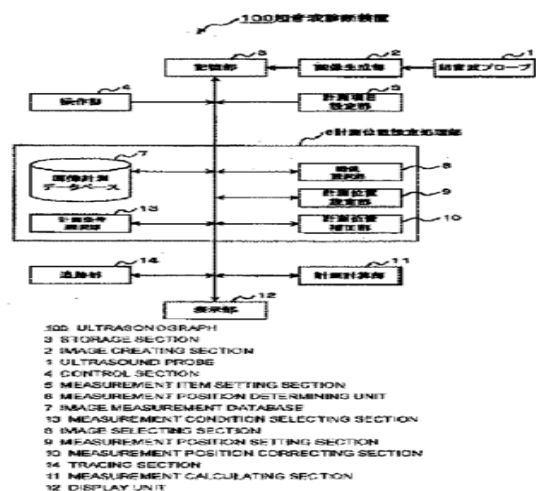 100超音波診断装置
3 2 1
記憶部 画像生成部 超音波プローブ
4 5
操作部 計測項目
設定部
6計測位置設定処理部
7 8
画像計測
データベース
画像
選択部
9
計測位置
設定部
13 10
計測条件
選択部
計測位置
補正部
14 11
追跡部 計測計算部
12
表示部
100 ULTRASONOGRAPH
3 STORAGE SECTION
2 IMAGE CREATING SECTION
1 ULTRASOUND PROBE
4 CONTROL SECTION
5 MEASUREMENT ITEM SETTING SECTION
6 MEASUREMENT POSITION DETERMINING UNIT
7 IMAGE MEASUREMENT DATABASE
13 MEASUREMENT CONDITION SELECTING SECTION
8 IMAGE SELECTING SECTION
9 MEASUREMENT POSITION SETTING SECTION
10 MEASUREMENT POSITION CORRECTING SECTION
14 TRACING SECTION
11 MEASUREMENT CALCULATING SECTION
12 DISPLAY UNIT